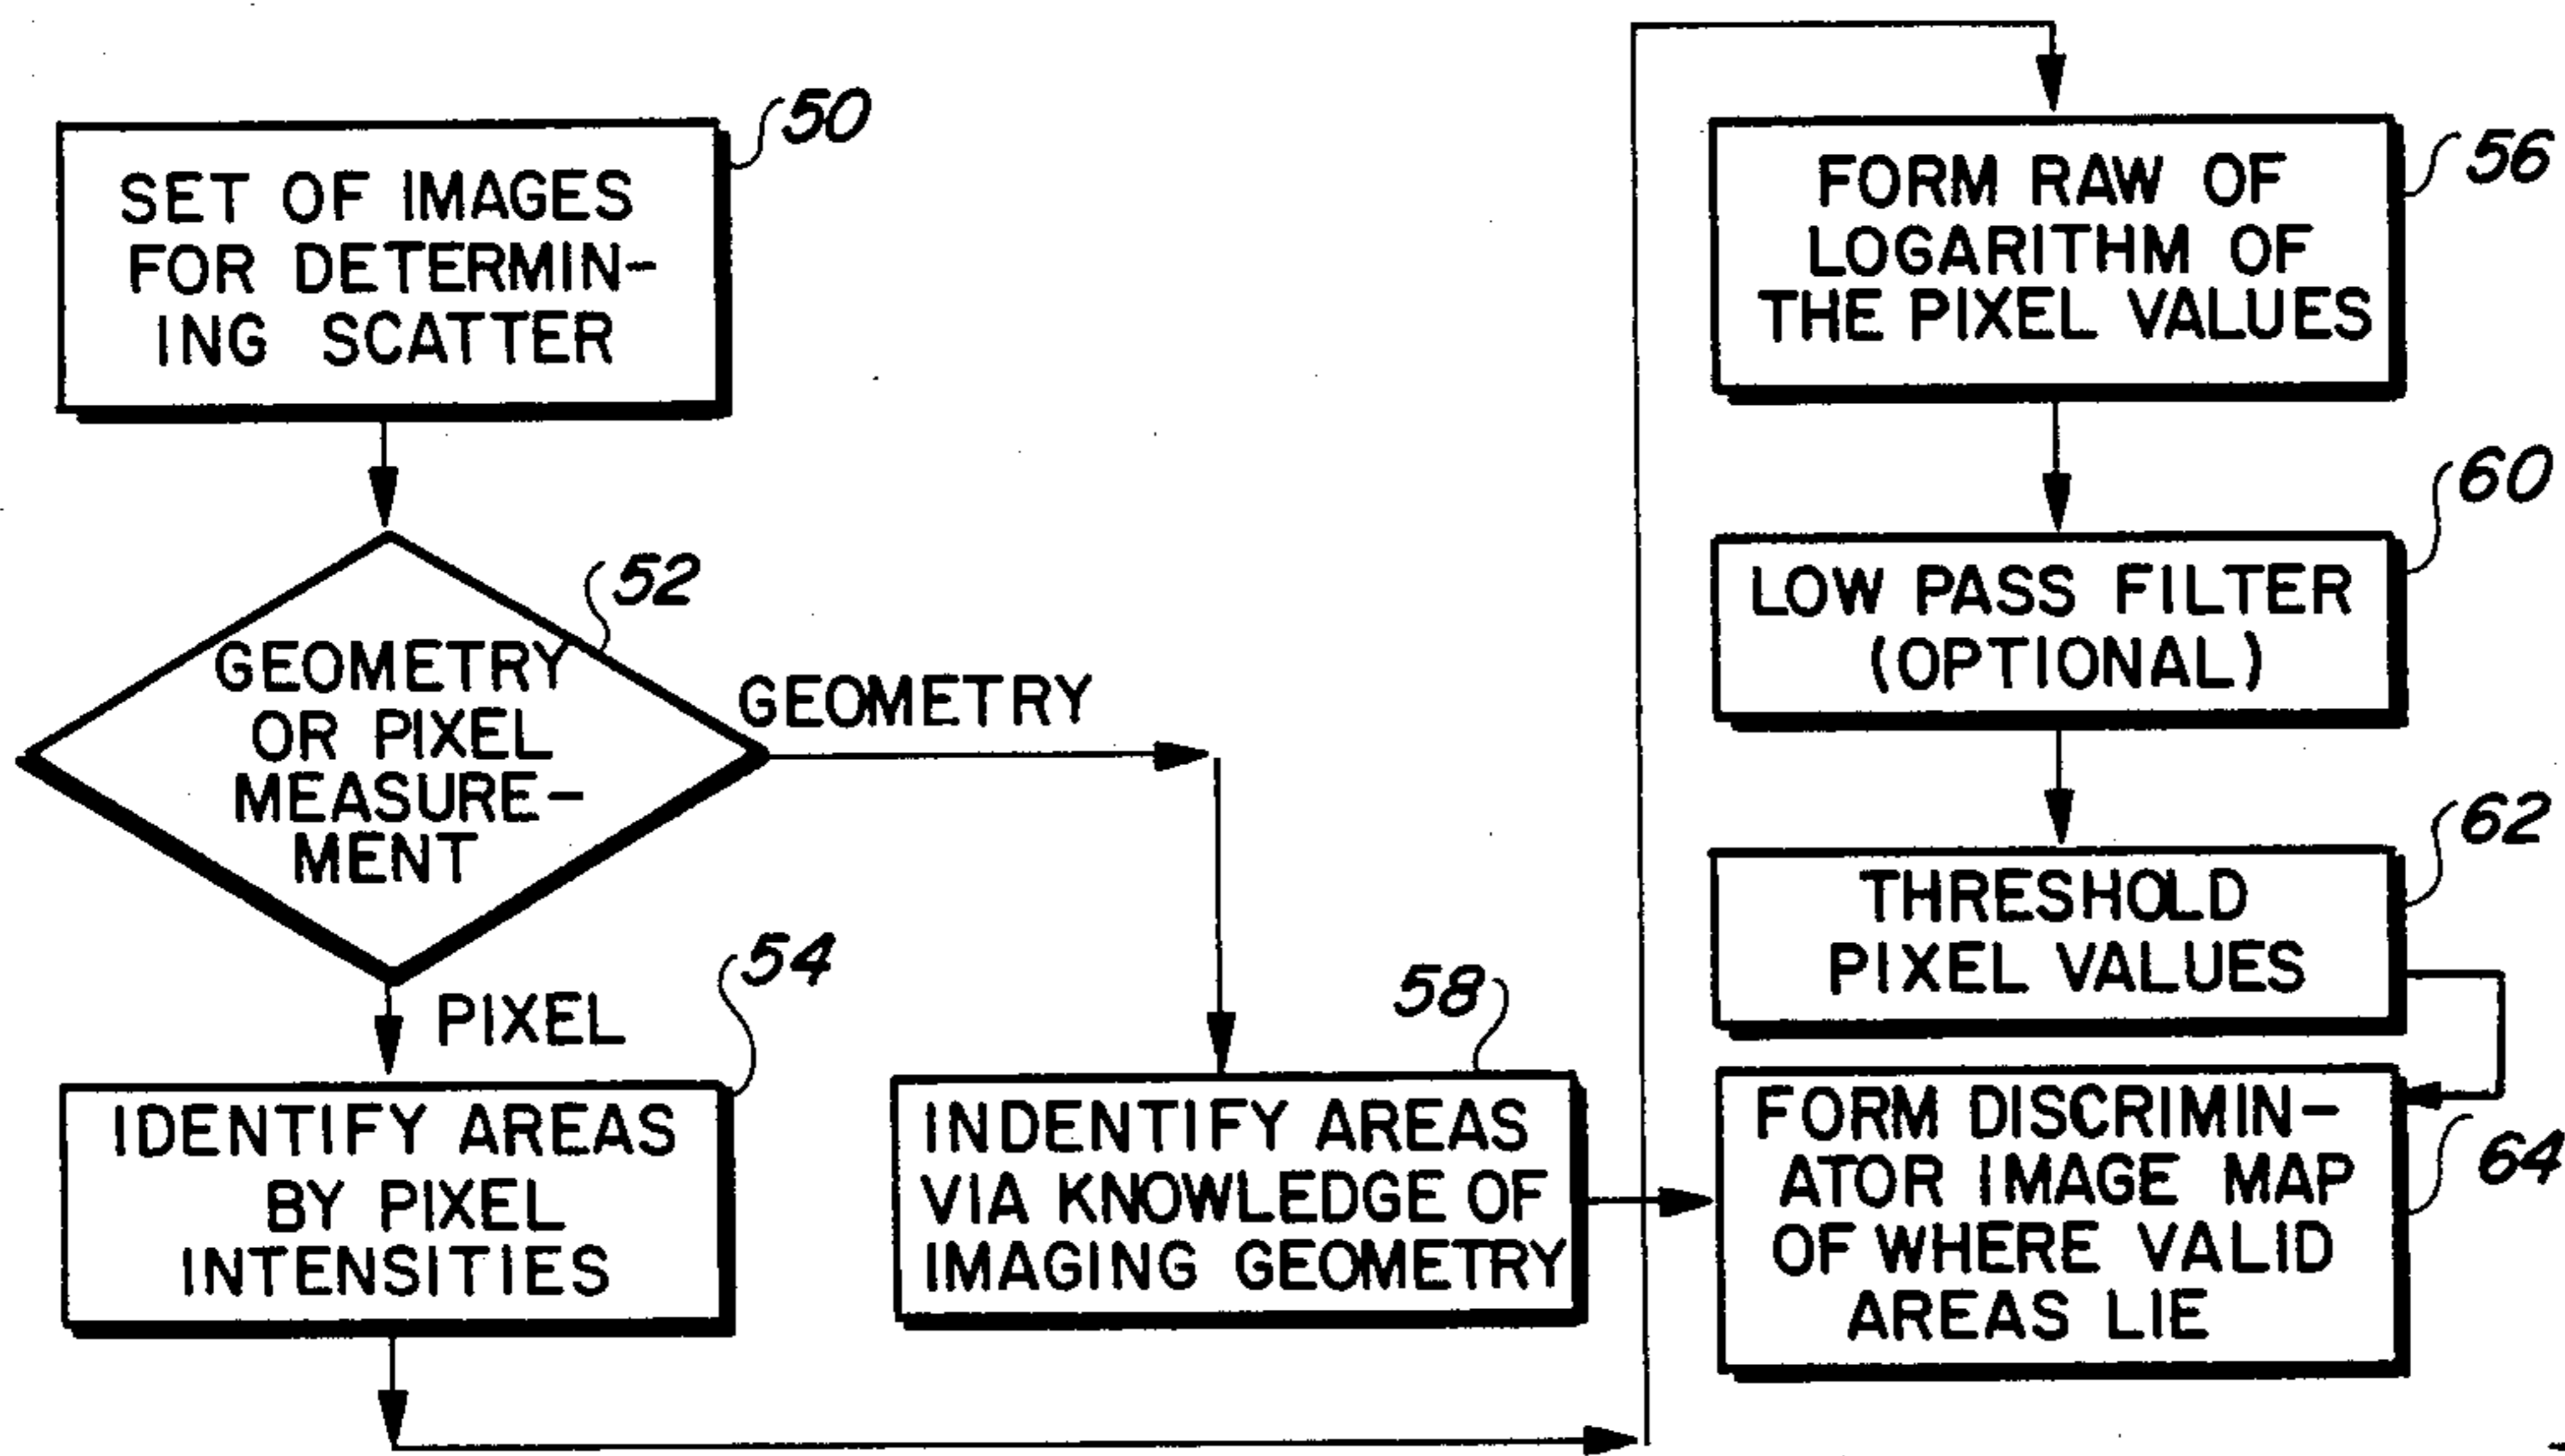 50
SET OF IMAGES
FOR DETERMIN-
ING SCATTER
52
GEOMETRY
OR PIXEL
MEASURE-
MENT
GEOMETRY
PIXEL
54
IDENTIFY AREAS
BY PIXEL
INTENSITIES
58
INDENTIFY AREAS
VIA KNOWLEDGE OF
IMAGING GEOMETRY
56
FORM RAW OF
LOGARITHM OF
THE PIXEL VALUES
60
LOW PASS FILTER
(OPTIONAL)
62
THRESHOLD
PIXEL VALUES
64
FORM DISCRIMIN-
ATOR IMAGE MAP
OF WHERE VALID
AREAS LIE